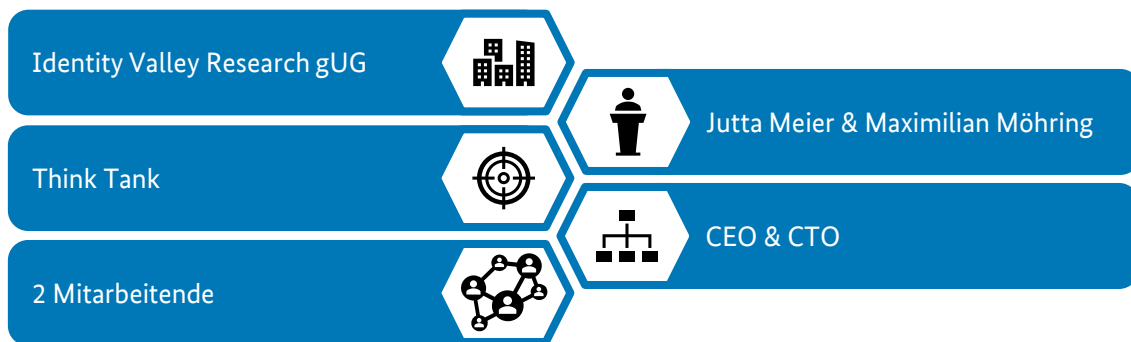 Identity Valley Research gUG
Jutta Meier & Maximilian Möhring
Think Tank
CEO & CTO
2 Mitarbeitende